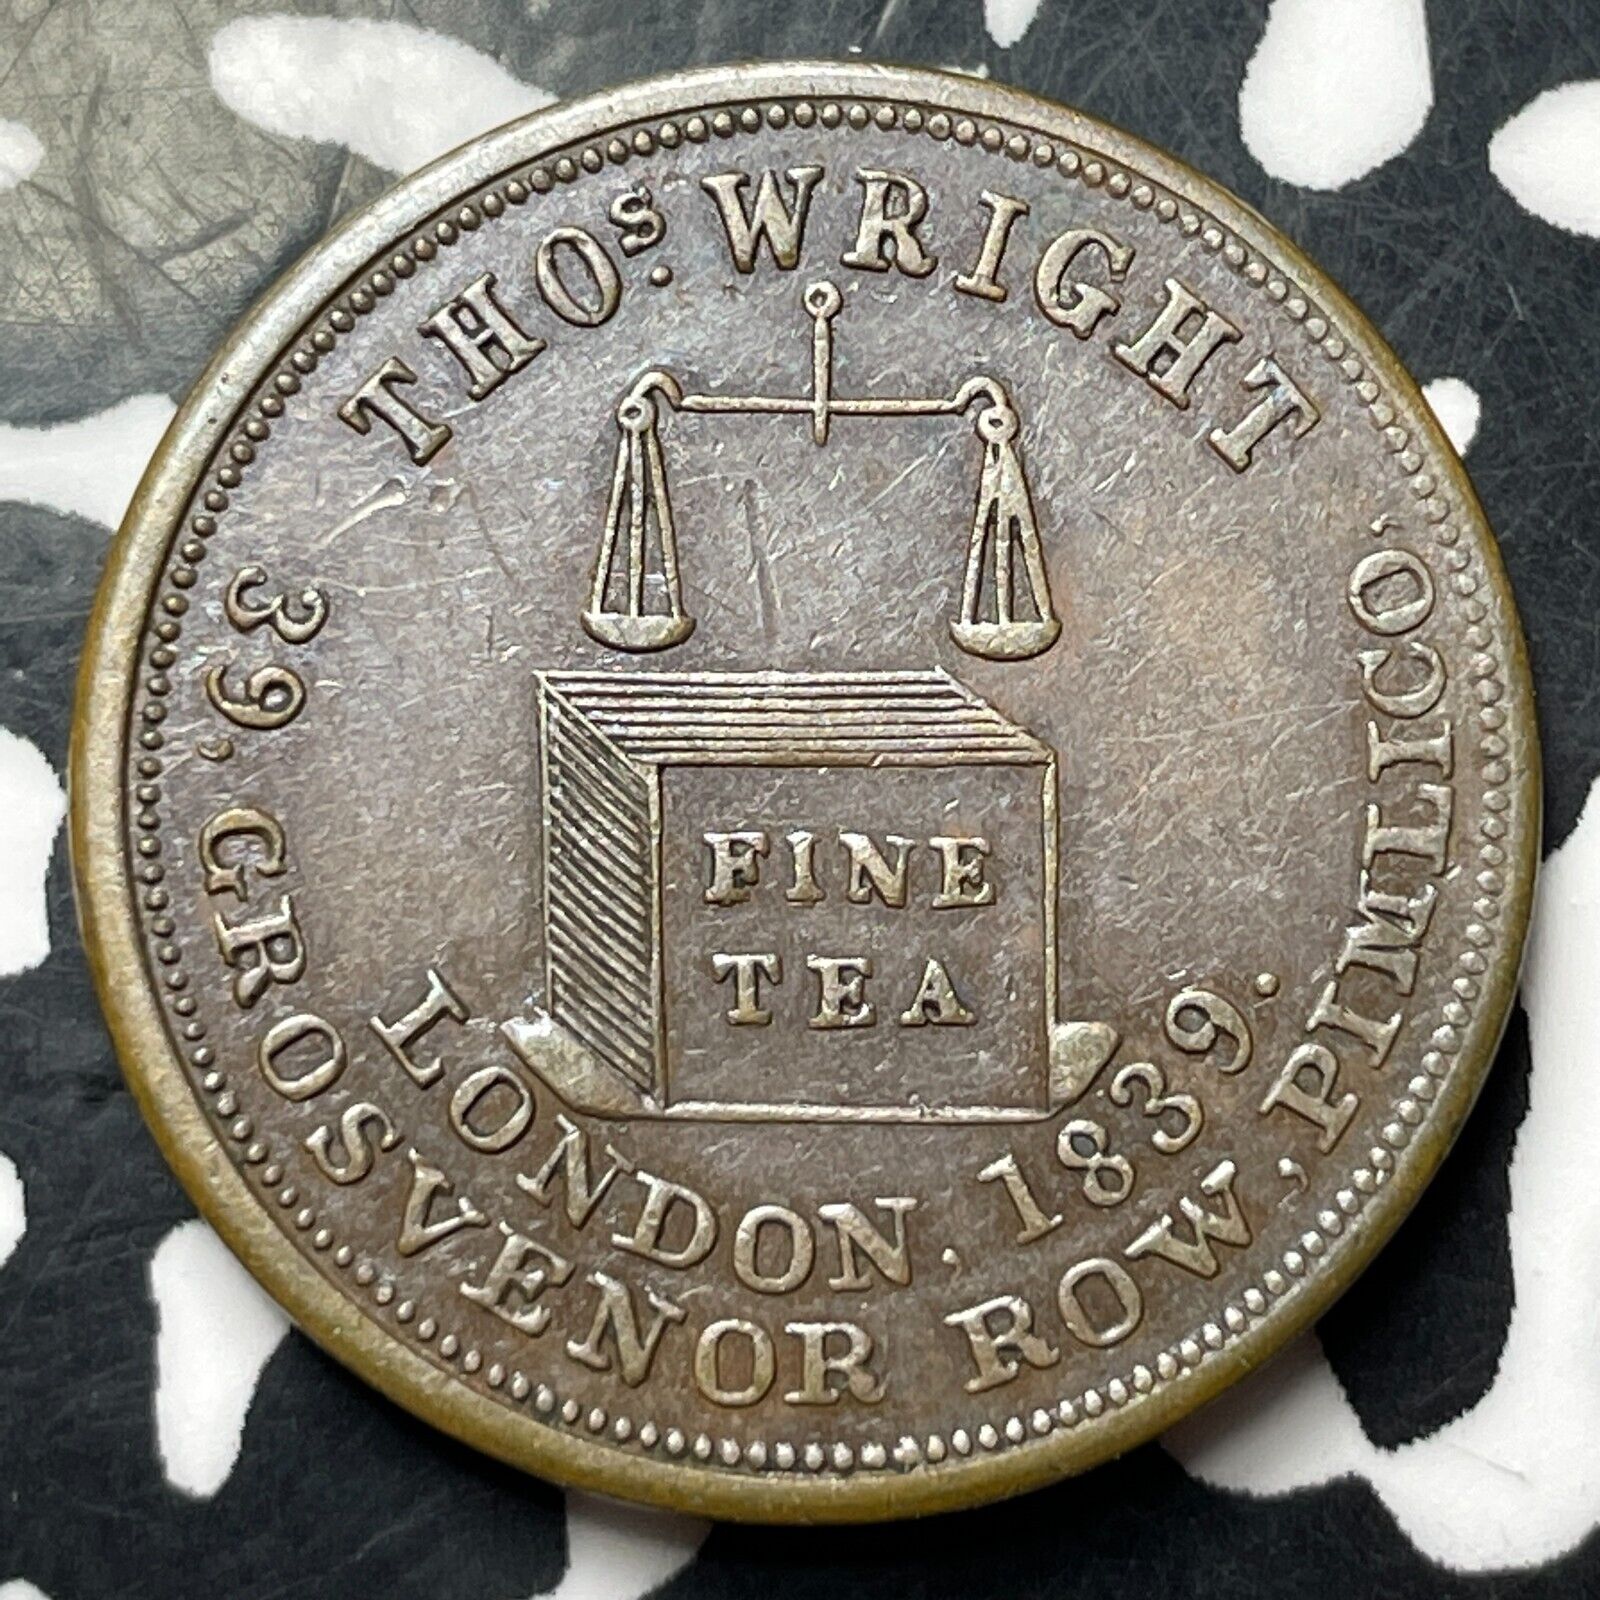 THOs. WRIGHT
FINE
TEA
LONDON, 1839.
39, GROSVENOR ROW, PIMLICO,